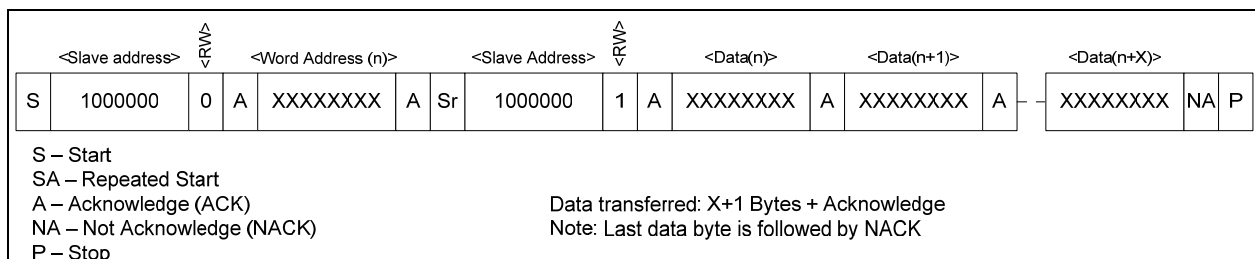 <Slave address> <RW> <Word Address (n)> <Slave Address> <RW> <Data(n)> <Data(n+1)> <Data(n+X)>
S 1000000 0 A XXXXXXXX A Sr 1000000 1 A XXXXXXXX A XXXXXXXX A XXXXXXXX NA P
S – Start
SA – Repeated Start
A – Acknowledge (ACK)
NA – Not Acknowledge (NACK)
P – Stop
Data transferred: X+1 Bytes + Acknowledge
Note: Last data byte is followed by NACK